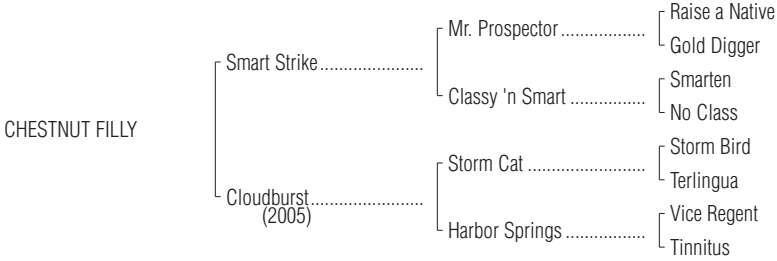 Raise a Native
Mr. Prospector ......................
Gold Digger
Smart Strike......................
Smarten
Classy 'n Smart ................
No Class
CHESTNUT FILLY
Storm Bird
Storm Cat .............................
Terlingua
Cloudburst........................
(2005)
Vice Regent
Harbor Springs .................
Tinnitus